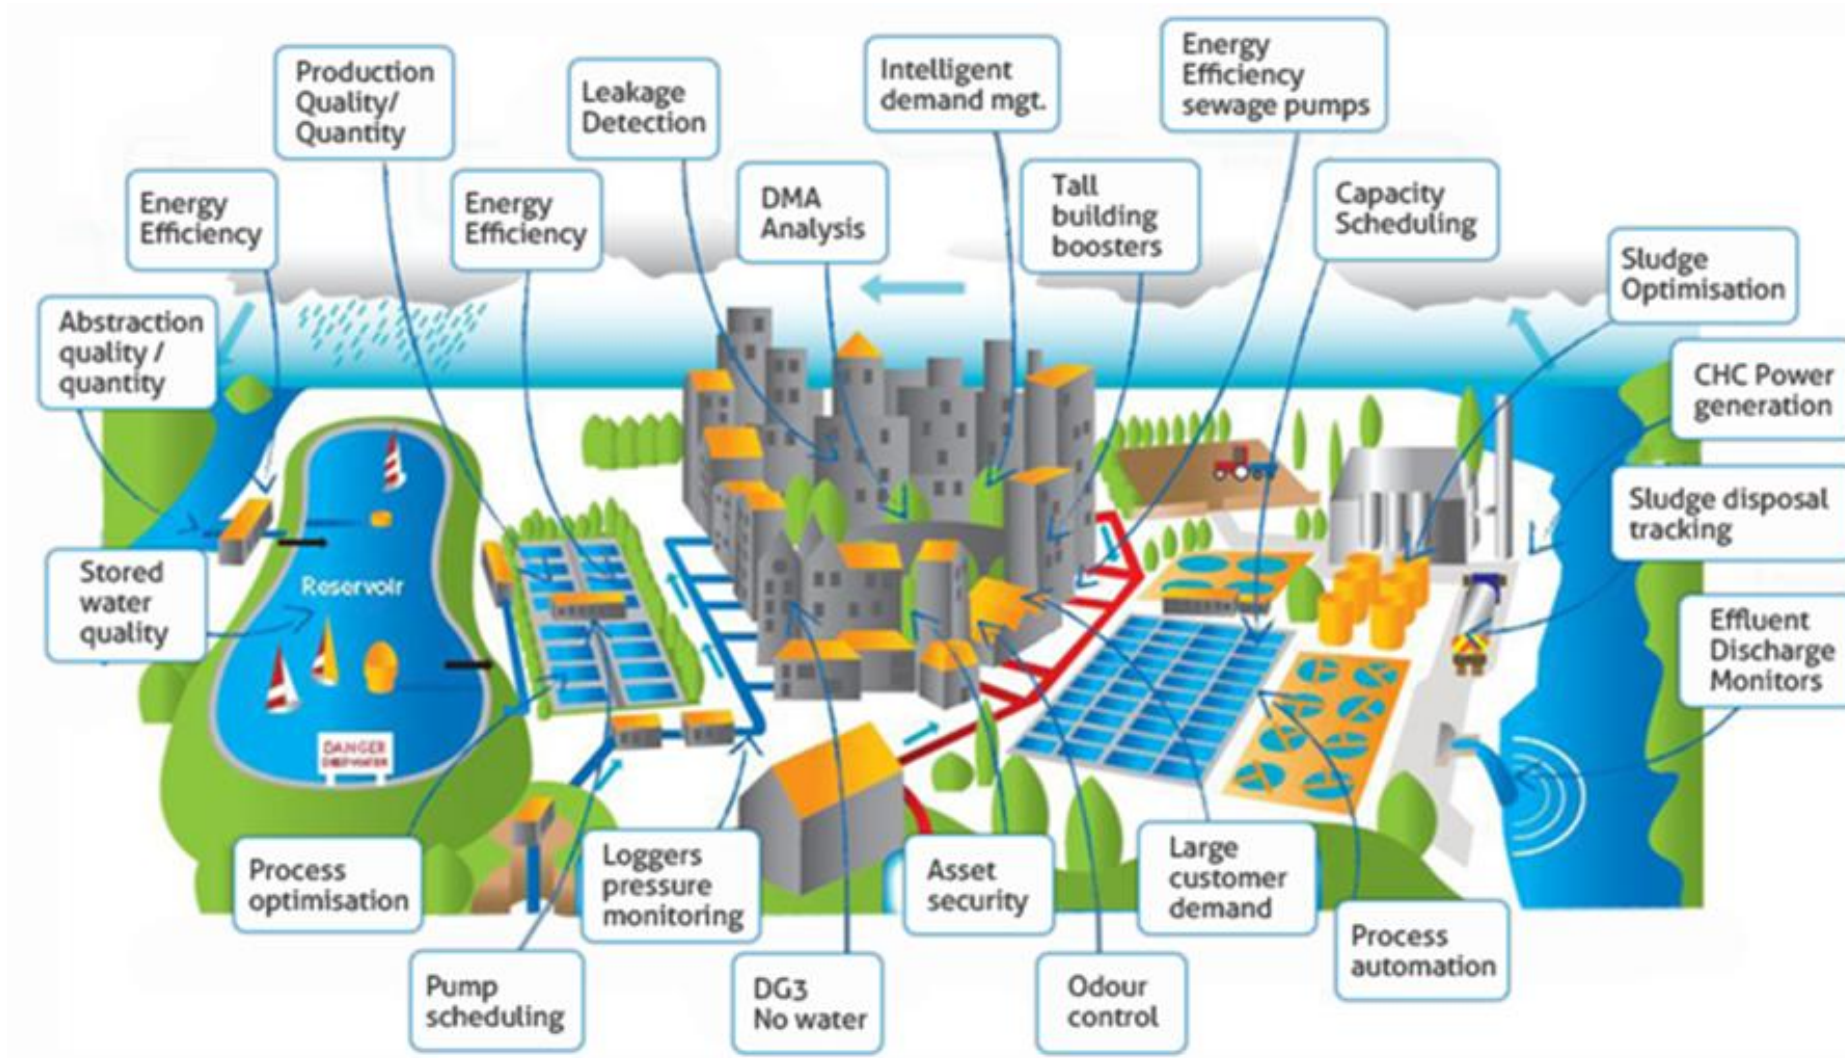 Energy
Efficiency
sewage pumps
Intelligent
demand mgt.
Production
Quality/
Quantity
Leakage
Detection
Energy
Efficiency
Energy
Efficiency
DMA
Analysis
Tall
building
boosters
Capacity
Scheduling
Sludge
Optimisation
Abstraction
quality /
quantity
CHC Power
generation
Sludge disposal
tracking
Stored
water
quality
Reservoir
Effluent
Discharge
Monitors
DANGER
DEEP WATER
Process
optimisation
Loggers
pressure
monitoring
Asset
security
Large
customer
demand
Process
automation
Pump
scheduling
DG3
No water
Odour
control